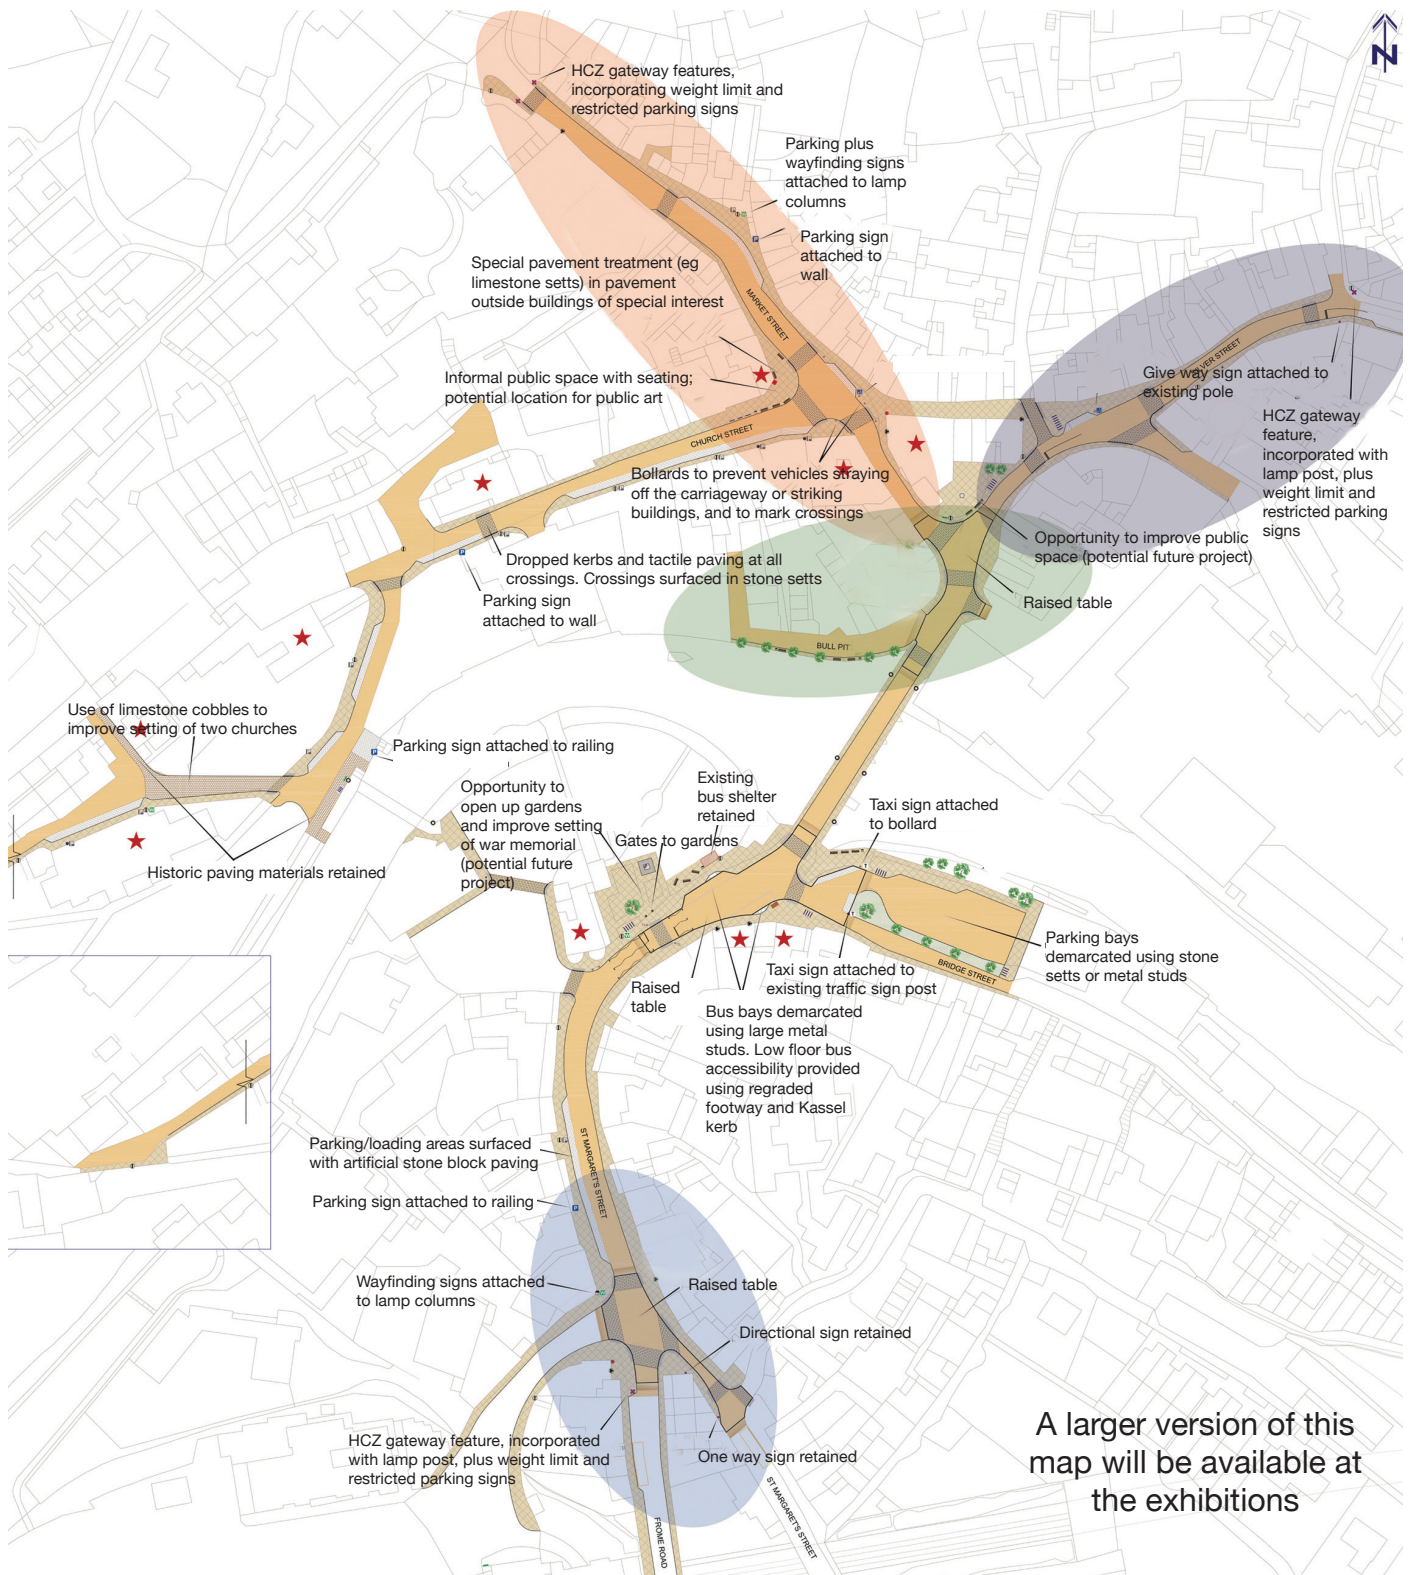 N
HCZ gateway features,
incorporating weight limit and
restricted parking signs
Parking plus
wayfinding signs
attached to lamp
columns
Parking sign
attached to
wall
Special pavement treatment (eg
limestone setts) in pavement
outside buildings of special interest
MARKET STREET
Informal public space with seating;
potential location for public art
CHURCH STREET
Give way sign attached to
existing pole
HCZ gateway
feature,
incorporated with
lamp post, plus
weight limit and
restricted parking
signs
Bollards to prevent vehicles straying
off the carriageway or striking
buildings, and to mark crossings
Opportunity to improve public
space (potential future project)
Dropped kerbs and tactile paving at all
crossings. Crossings surfaced in stone setts
Parking sign
attached to wall
Raised table
BULL PIT
Use of limestone cobbles to
improve setting of two churches
Parking sign attached to railing
Historic paving materials retained
Opportunity to
open up gardens
and improve setting
of war memorial
(potential future
project)
Gates to gardens
Existing
bus shelter
retained
Taxi sign attached
to bollard
Parking bays
demarcated using stone
setts or metal studs
BRIDGE STREET
Taxi sign attached to
existing traffic sign post
Raised
table
Bus bays demarcated
using large metal
studs. Low floor bus
accessibility provided
using regraded
footway and Kassel
kerb
Parking/loading areas surfaced
with artificial stone block paving
ST MARGARET'S STREET
Parking sign attached to railing
Wayfinding signs attached
to lamp columns
Raised table
Directional sign retained
HCZ gateway feature, incorporated
with lamp post, plus weight limit and
restricted parking signs
One way sign retained
FROME ROAD
ST MARGARET'S STREET
A larger version of this
map will be available at
the exhibitions